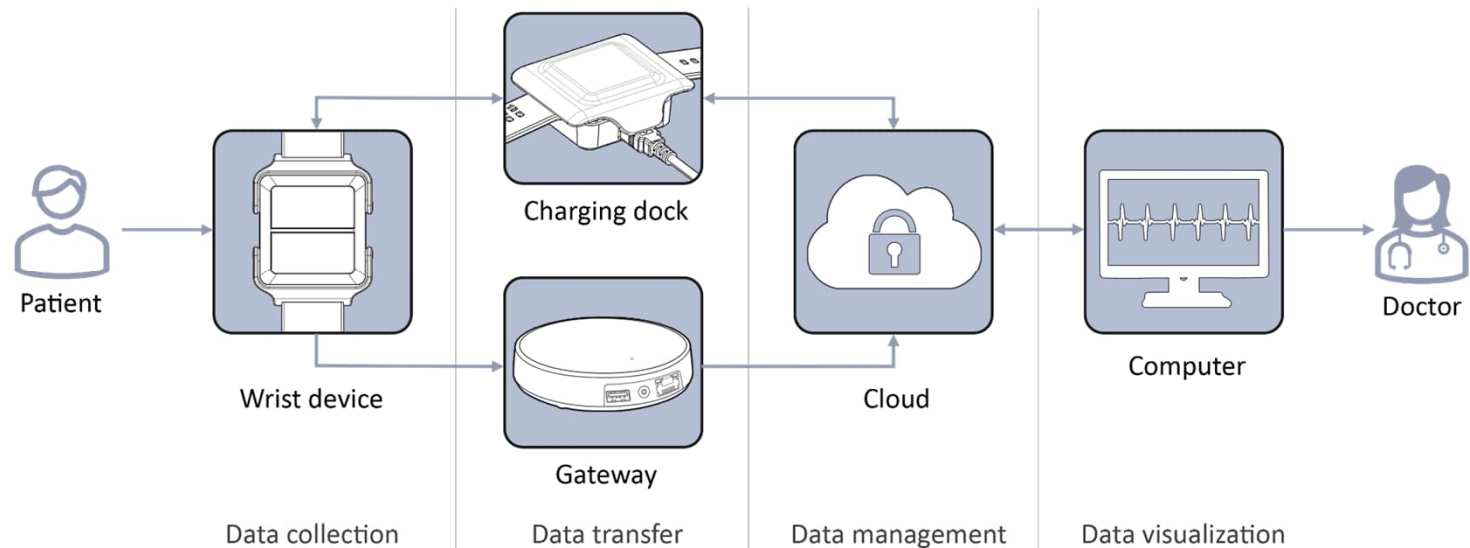 Charging dock
Patient
Doctor
Computer
Wrist device
Cloud
Gateway
Data collection
Data transfer
Data management
Data visualization